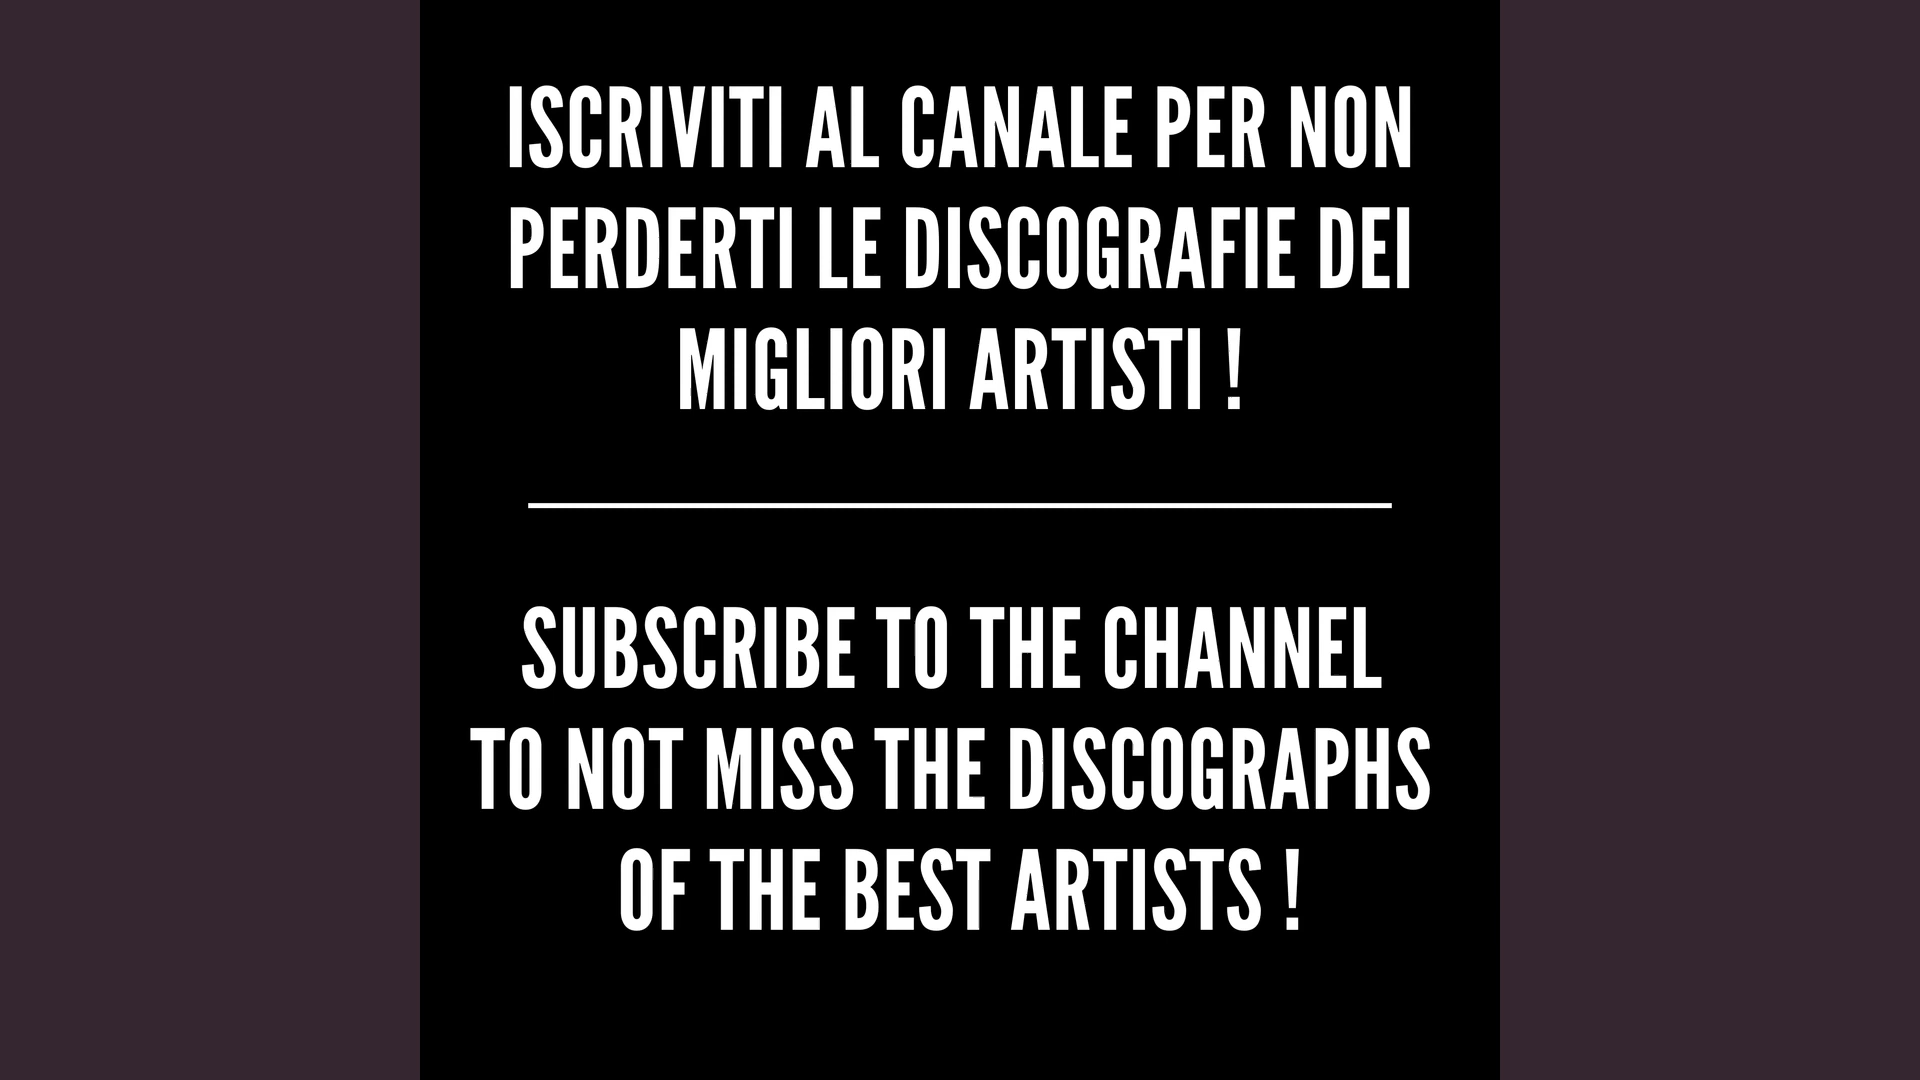 ISCRIVITI AL CANALE PER NON
PERDERTI LE DISCOGRAFIE DEI
MIGLIORI ARTISTI !
SUBSCRIBE TO THE CHANNEL
TO NOT MISS THE DISCOGRAPHS
OF THE BEST ARTISTS !